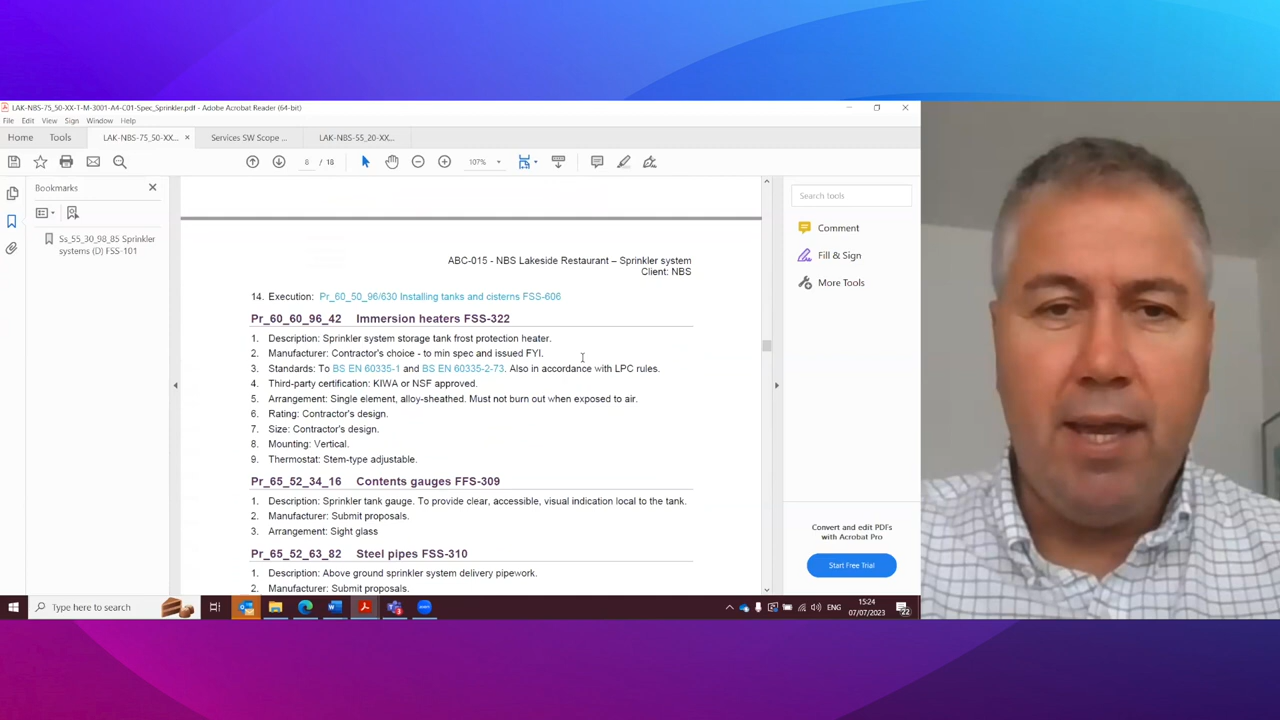 LAK-NBS-75_50-XX-T-M-3001-A4-C01-Spec_Sprinkler.pdf - Adobe Acrobat Reader (64-bit)
File Edit View Sign Window Help
Home Tools LAK-NBS-75_50-XX... × Services SW Scope ... LAK-NBS-55_20-XX...
8 / 18 107%
Bookmarks
Ss_55_30_98_85 Sprinkler
systems (D) FSS-101
ABC-015 - NBS Lakeside Restaurant – Sprinkler system
Client: NBS
14. Execution: Pr_60_50_96/630 Installing tanks and cisterns FSS-606
Pr_60_60_96_42 Immersion heaters FSS-322
1. Description: Sprinkler system storage tank frost protection heater.
2. Manufacturer: Contractor's choice - to min spec and issued FYI.
3. Standards: To BS EN 60335-1 and BS EN 60335-2-73. Also in accordance with LPC rules.
4. Third-party certification: KIWA or NSF approved.
5. Arrangement: Single element, alloy-sheathed. Must not burn out when exposed to air.
6. Rating: Contractor's design.
7. Size: Contractor's design.
8. Mounting: Vertical.
9. Thermostat: Stem-type adjustable.
Pr_65_52_34_16 Contents gauges FFS-309
1. Description: Sprinkler tank gauge. To provide clear, accessible, visual indication local to the tank.
2. Manufacturer: Submit proposals.
3. Arrangement: Sight glass
Pr_65_52_63_82 Steel pipes FSS-310
1. Description: Above ground sprinkler system delivery pipework.
2. Manufacturer: Submit proposals.
Search tools
Comment
Fill & Sign
More Tools
Convert and edit PDFs
with Acrobat Pro
Start Free Trial
Type here to search
ENG
15:24
07/07/2023
22